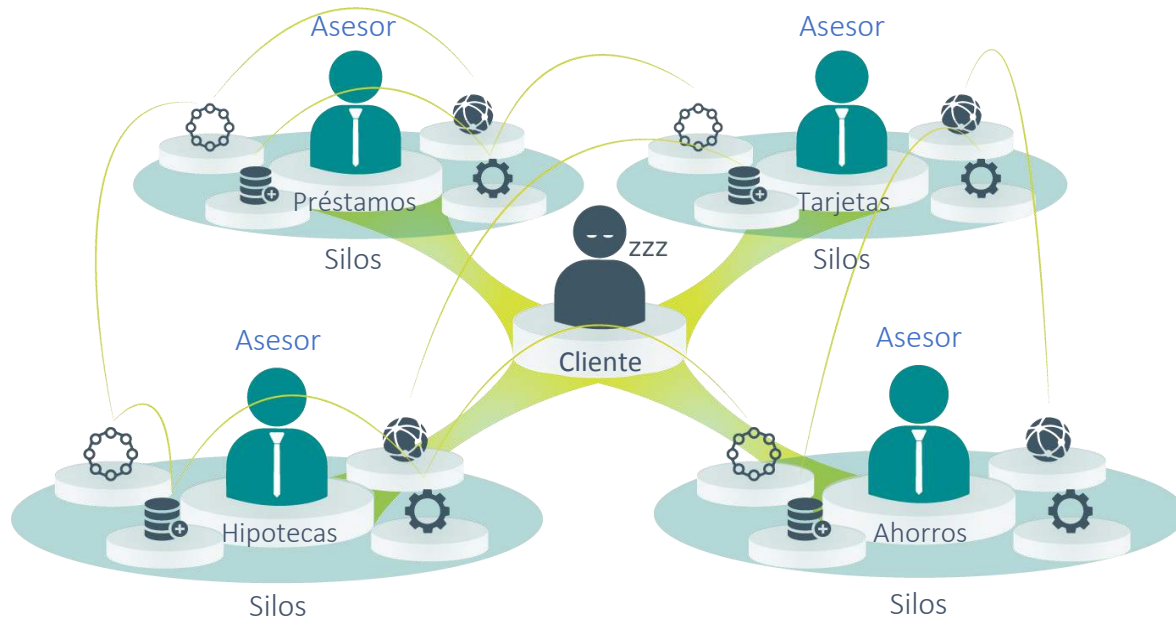 Asesor
Asesor
Préstamos
Tarjetas
Silos
Silos
zzz
Cliente
Asesor
Asesor
Hipotecas
Ahorros
Silos
Silos